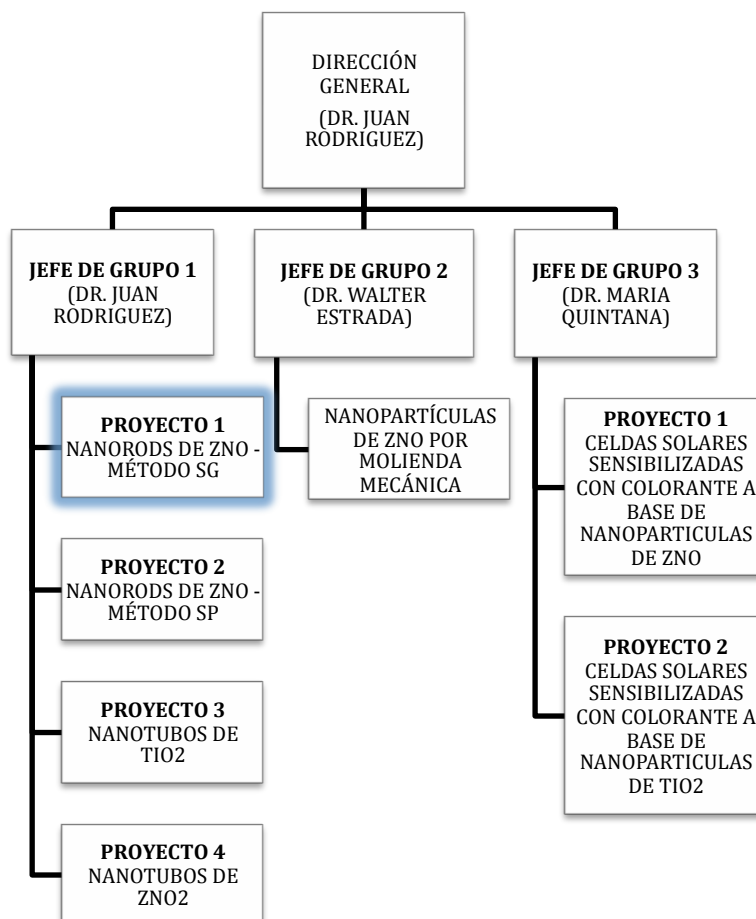 DIRECCIÓN
GENERAL
(DR. JUAN
RODRIGUEZ)
JEFE DE GRUPO 1
(DR. JUAN
RODRIGUEZ)
JEFE DE GRUPO 2
(DR. WALTER
ESTRADA)
JEFE DE GRUPO 3
(DR. MARIA
QUINTANA)
PROYECTO 1
NANORODS DE ZNO -
MÉTODO SG
PROYECTO 2
NANORODS DE ZNO -
MÉTODO SP
PROYECTO 3
NANOTUBOS DE
TIO2
PROYECTO 4
NANOTUBOS DE
ZNO2
NANOPARTÍCULAS
DE ZNO POR
MOLIENDA
MECÁNICA
PROYECTO 1
CELDAS SOLARES
SENSIBILIZADAS
CON COLORANTE A
BASE DE
NANOPARTICULAS
DE ZNO
PROYECTO 2
CELDAS SOLARES
SENSIBILIZADAS
CON COLORANTE A
BASE DE
NANOPARTICULAS
DE TIO2